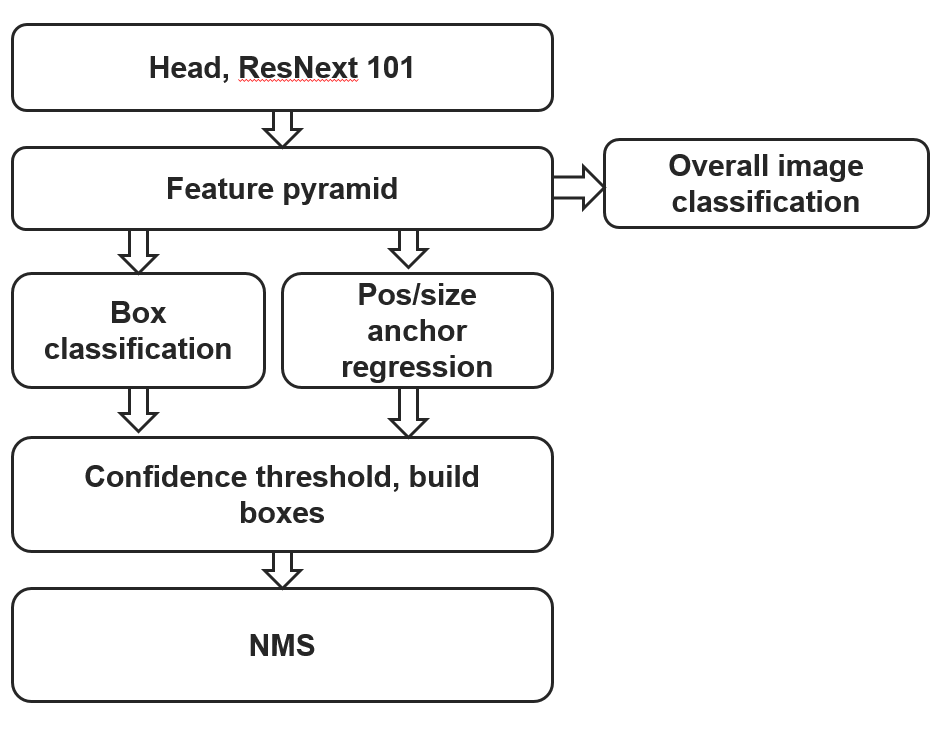 Head, ResNext 101
Feature pyramid
Overall image
classification
Box
classification
Pos/size
anchor
regression
Confidence threshold, build
boxes
NMS